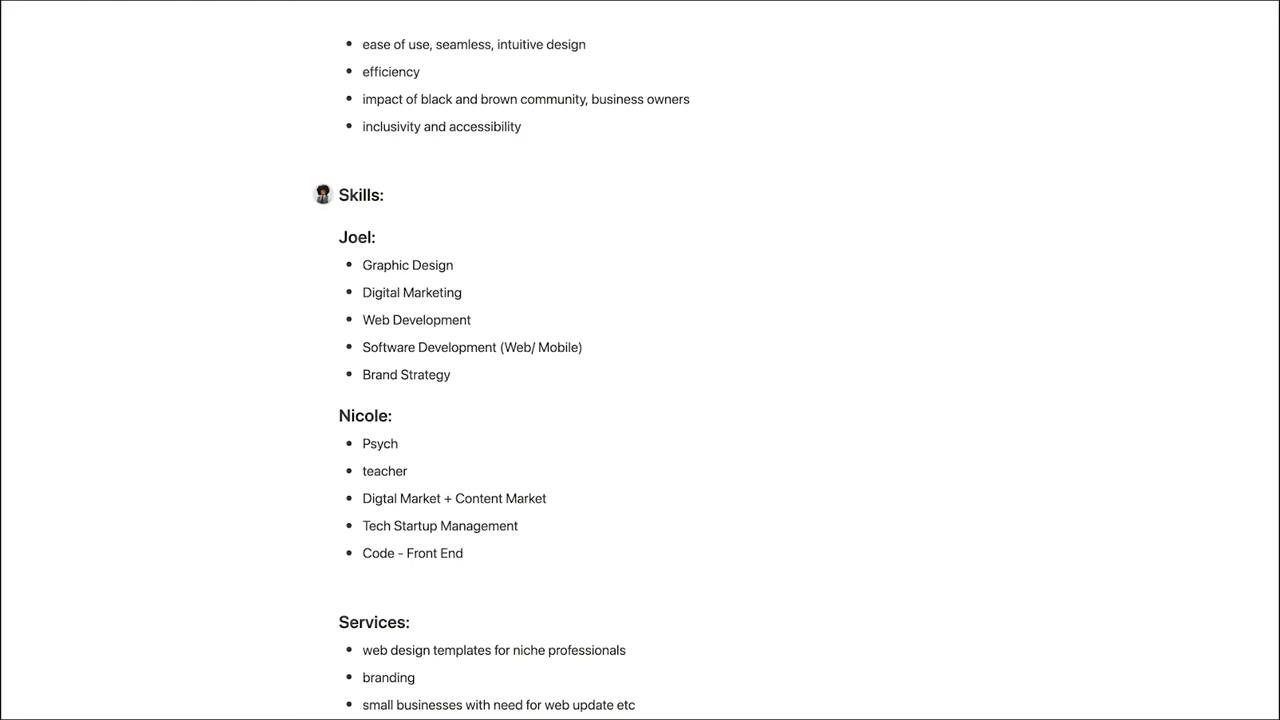 ease of use, seamless, intuitive design
efficiency
impact of black and brown community, business owners
inclusivity and accessibility
Skills:
Joel:
Graphic Design
Digital Marketing
Web Development
Software Development (Web/ Mobile)
Brand Strategy
Nicole:
Psych
teacher
Digtal Market + Content Market
Tech Startup Management
Code - Front End
Services:
web design templates for niche professionals
branding
small businesses with need for web update etc